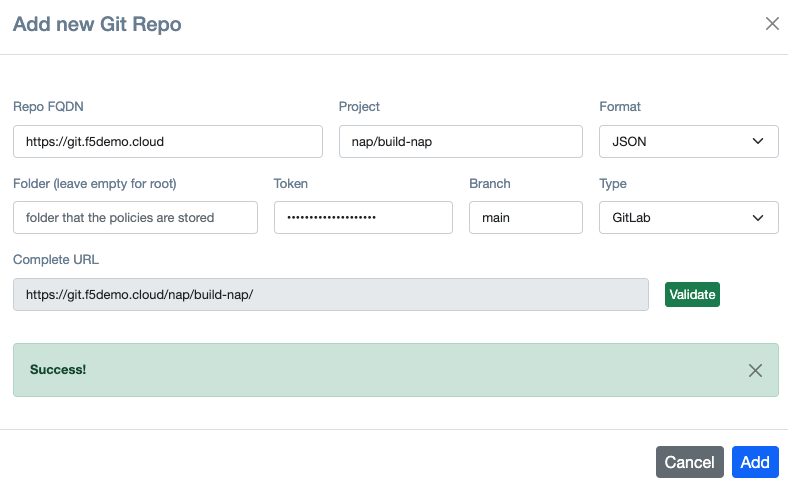 Add new Git Repo
Repo FQDN Project Format
https://git.f5demo.cloud nap/build-nap JSON
Folder (leave empty for root) Token Branch Type
folder that the policies are stored •••••••••••••••••••• main GitLab
Complete URL
https://git.f5demo.cloud/nap/build-nap/ Validate
Success!
Cancel Add